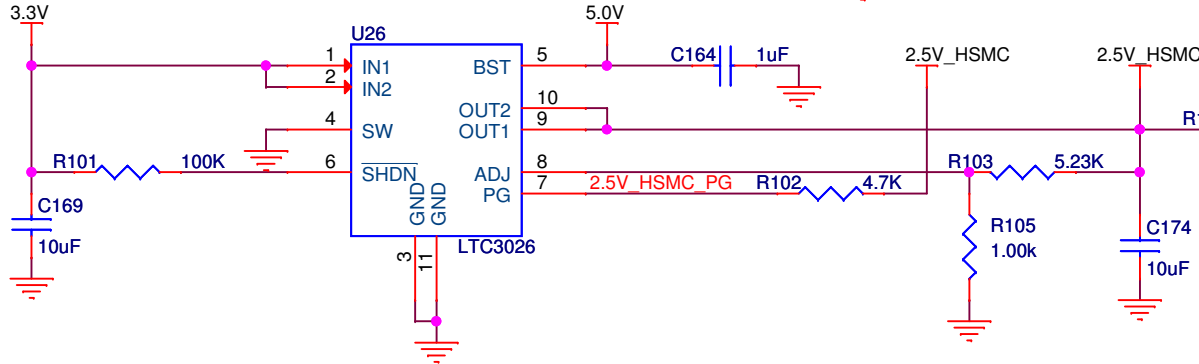 3.3V
5.0V
U26
2.5V_HSMC
2.5V_HSMC
1
IN1
2
IN2
BST
5
C164
1uF
OUT2
10
4
SW
OUT1
9
R1
R101
100K
6
SHDN
ADJ
8
R103
5.23K
PG
7
2.5V_HSMC_PG
R102
4.7K
GND
GND
C169
10uF
3
11
LTC3026
R105
1.00k
C174
10uF